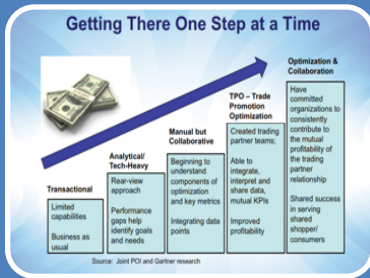 Getting There One Step at a Time
Transactional
Limited
capabilities
Business as
usual
Analytical/
Tech-Heavy
Rear-view
approach
Performance
gaps help
identify goals
and needs
Manual but
Collaborative
Beginning to
understand
components of
optimization
and key metrics
Integrating data
points
TPO – Trade
Promotion
Optimization
Created trading
partner teams;
Able to
integrate,
interpret and
share data,
mutual KPIs
Improved
profitability
Optimization &
Collaboration
Have
committed
organizations to
consistently
contribute to
the mutual
profitability of
the trading
partner
relationship
Shared success
in serving
shared
shopper/
consumers
Source: Joint POI and Gartner research